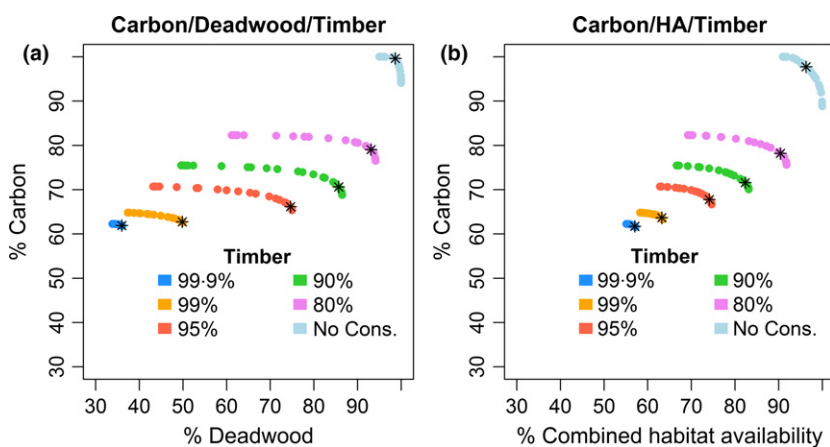 Carbon/Deadwood/Timber
(a)
% Carbon
30 40 50 60 70 80 90
Timber
99·9% 90%
99% 80%
95% No Cons.
30 40 50 60 70 80 90
% Deadwood
Carbon/HA/Timber
(b)
% Carbon
30 40 50 60 70 80 90
Timber
99·9% 90%
99% 80%
95% No Cons.
30 40 50 60 70 80 90
% Combined habitat availability